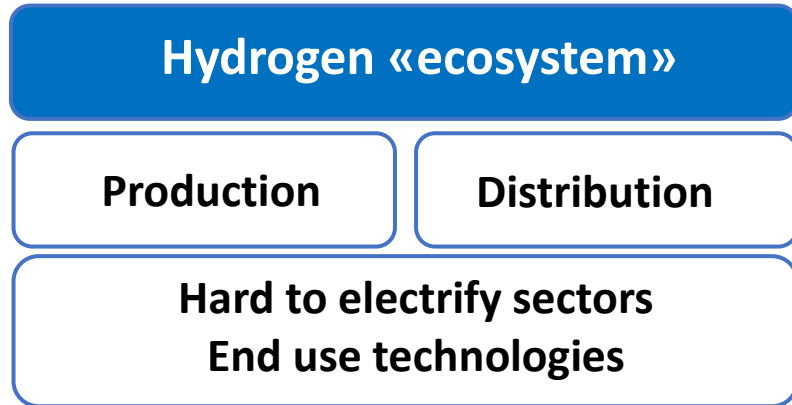 Hydrogen «ecosystem»
Production
Distribution
Hard to electrify sectors
End use technologies